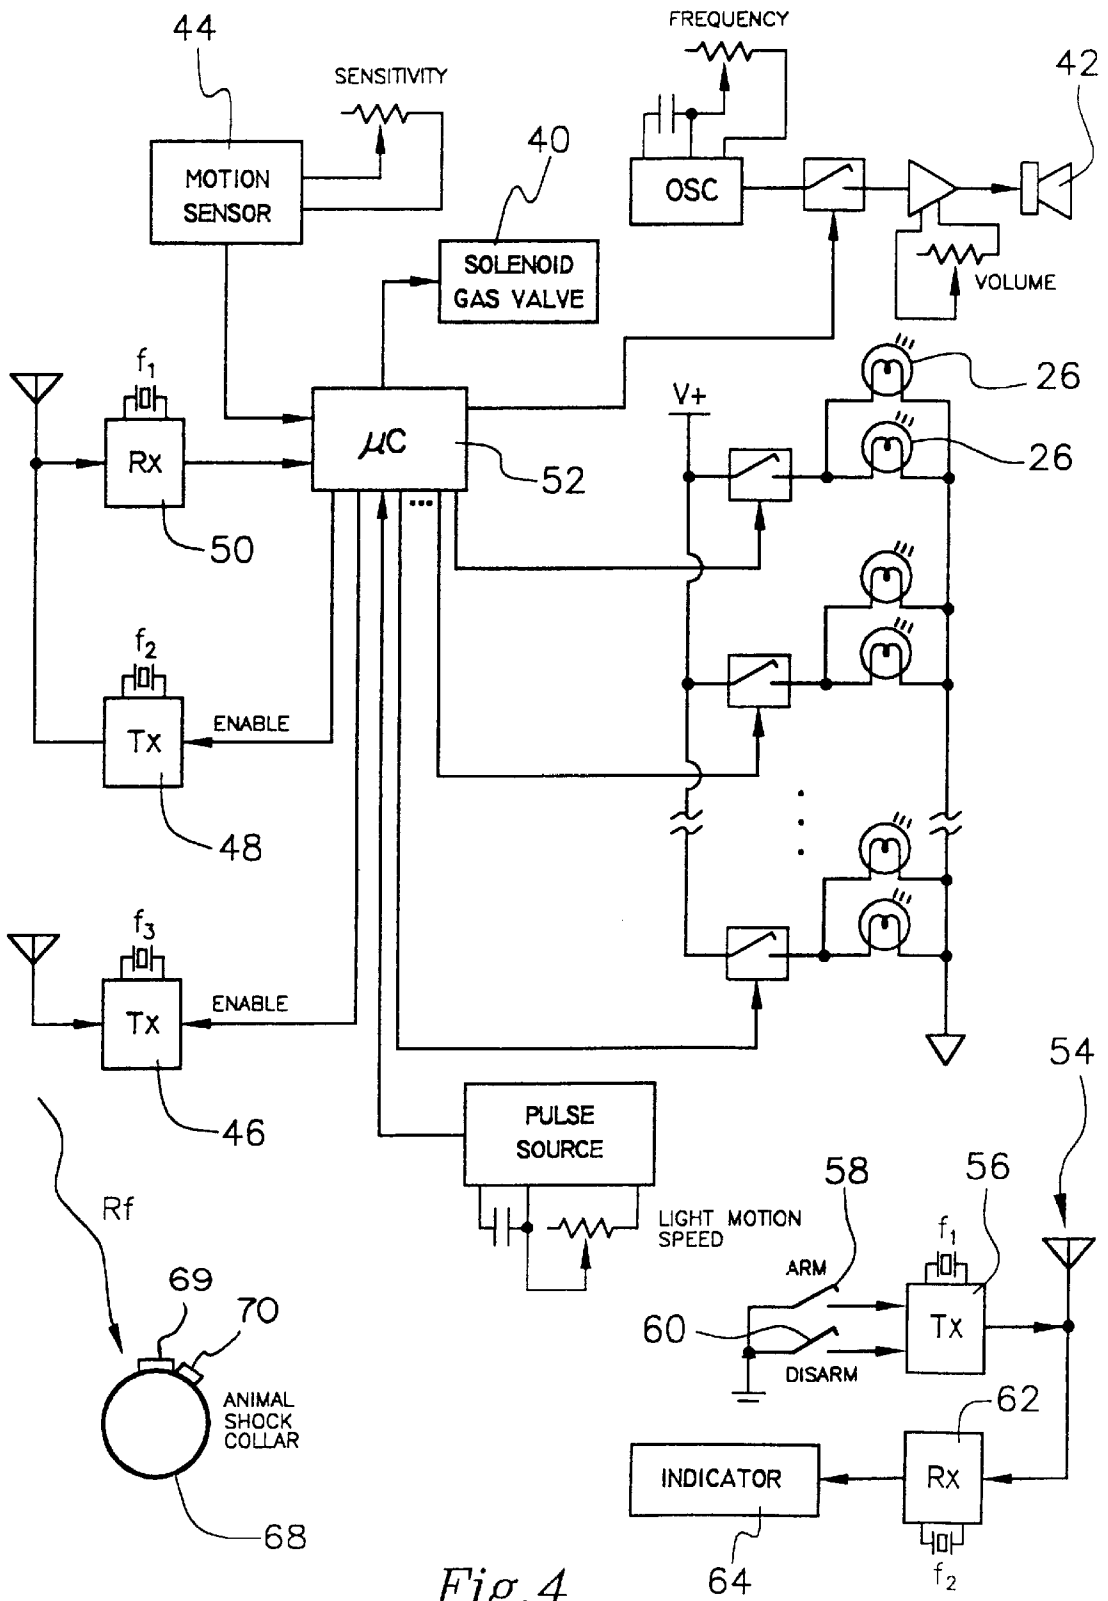 FREQUENCY
44
42
SENSITIVITY
40
MOTION
SENSOR
OSC
SOLENOID
GAS VALVE
VOLUME
f1
26
V+
Rx
μC
26
52
...
50
f2
Tx
ENABLE
48
f3
Tx
ENABLE
54
46
PULSE
SOURCE
58
56
Rf
LIGHT MOTION
SPEED
f1
ARM
69
70
60
Tx
DISARM
62
ANIMAL
SHOCK
COLLAR
INDICATOR
Rx
68
64
f2
Fig.4